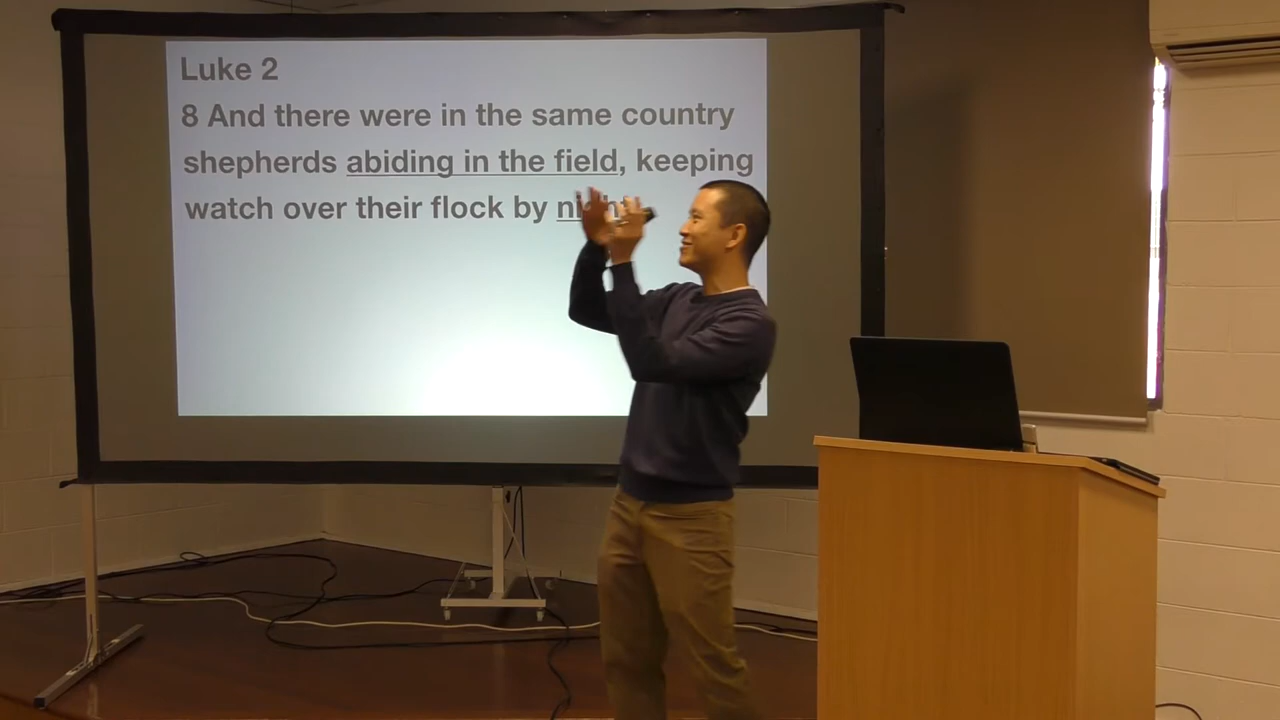 Luke 2
8 And there were in the same country
shepherds abiding in the field, keeping
watch over their flock by